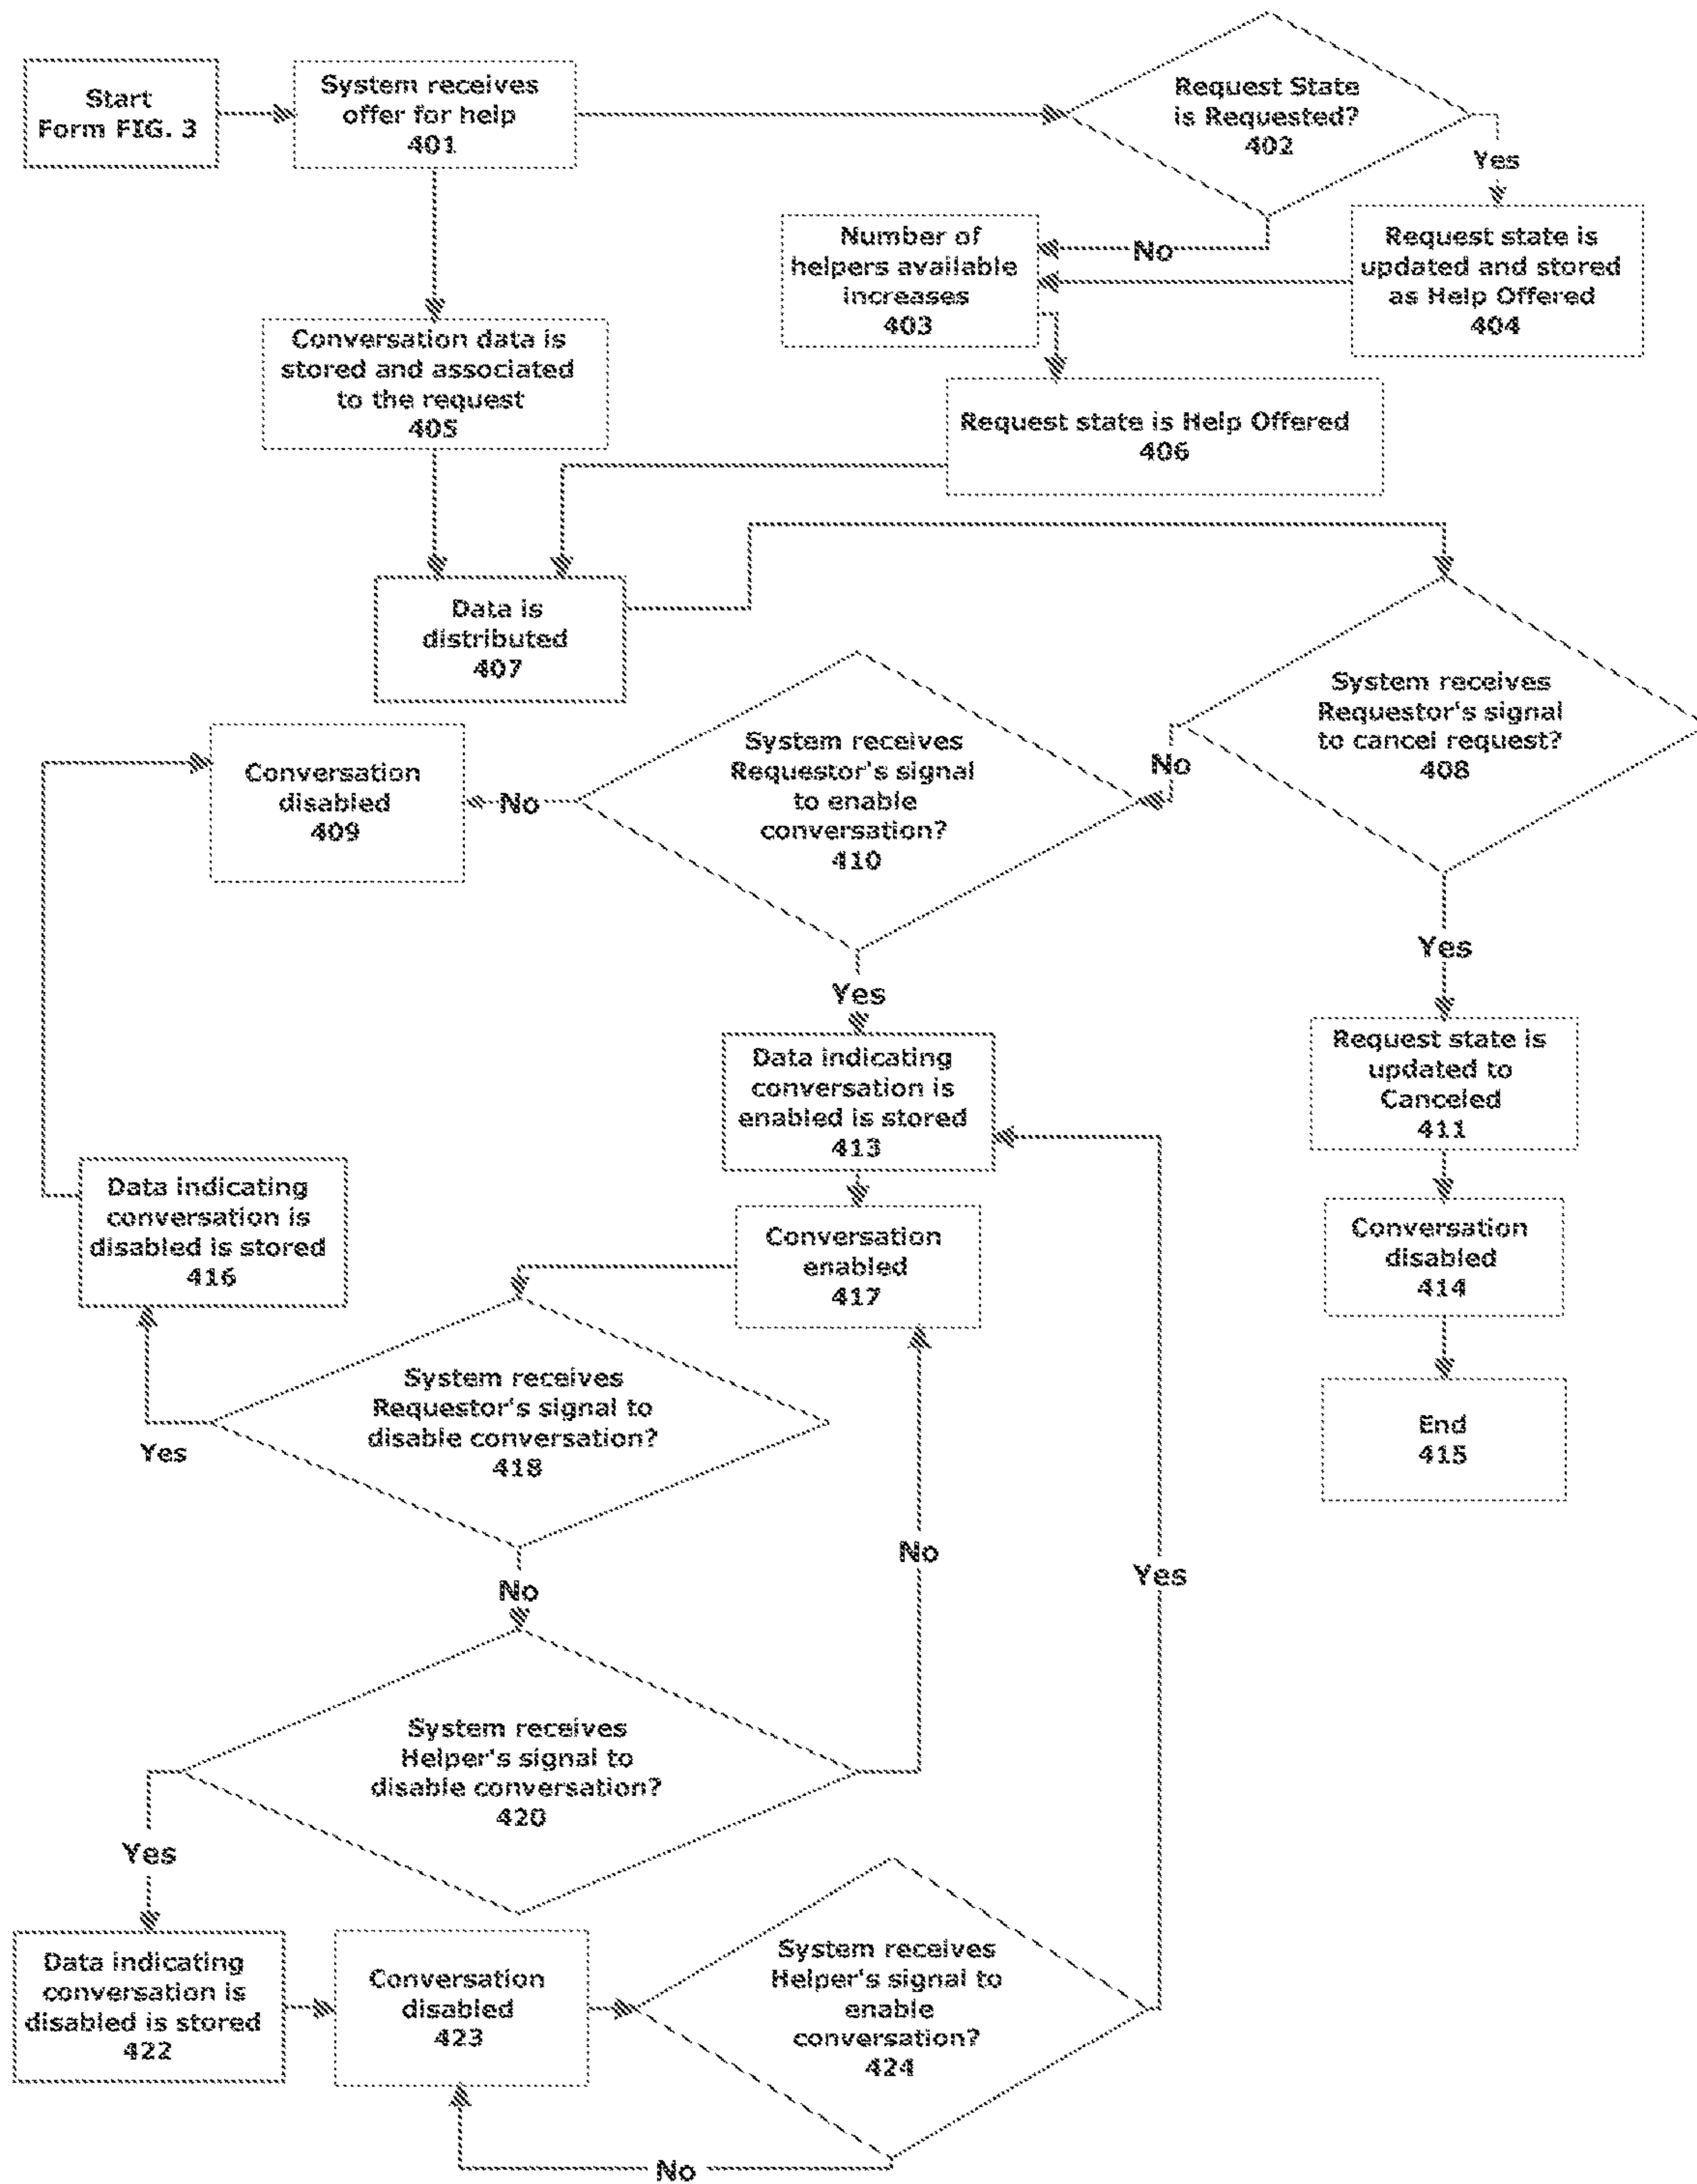 Start
Form FIG. 3
System receives
offer for help
401
Request State
is Requested?
402
Yes
Number of
helpers available
increases
403
No
Request state is
updated and stored
as Help Offered
404
Conversation data is
stored and associated
to the request
405
Request state is Help Offered
406
Data is
distributed
407
System receives
Requestor's signal
to cancel request?
408
No
System receives
Requestor's signal
to enable
conversation?
410
No
Conversation
disabled
409
Yes
Yes
Data indicating
conversation is
enabled is stored
413
Request state is
updated to
Canceled
411
Data indicating
conversation is
disabled is stored
416
Conversation
enabled
417
Conversation
disabled
414
System receives
Requestor's signal to
disable conversation?
418
Yes
End
415
No
No
Yes
System receives
Helper's signal to
disable conversation?
420
Yes
Data indicating
conversation is
disabled is stored
422
Conversation
disabled
423
System receives
Helper's signal to
enable
conversation?
424
No